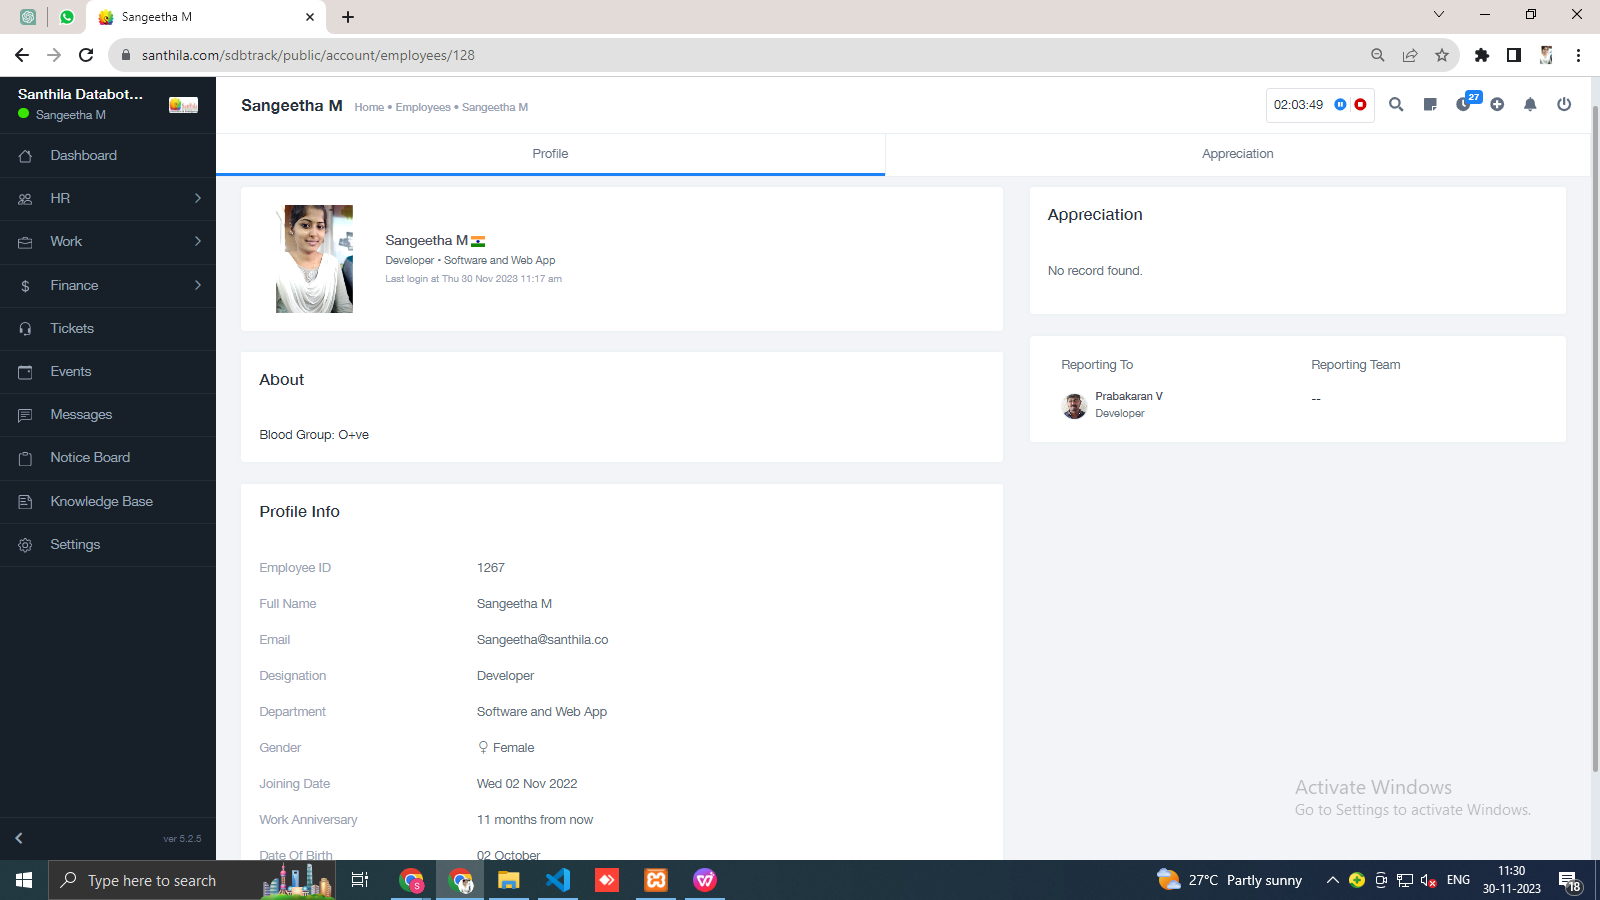 Sangeetha M
santhila.com/sdbtrack/public/account/employees/128
Santhila Databot...
Sangeetha M
Dashboard
HR
Work
Finance
Tickets
Events
Messages
Notice Board
Knowledge Base
Settings
ver 5.2.5
Sangeetha M Home • Employees • Sangeetha M
02:03:49
27
Profile
Appreciation
Sangeetha M
Developer • Software and Web App
Last login at Thu 30 Nov 2023 11:17 am
About
Blood Group: O+ve
Profile Info
Employee ID 1267
Full Name Sangeetha M
Email Sangeetha@santhila.co
Designation Developer
Department Software and Web App
Gender ♀ Female
Joining Date Wed 02 Nov 2022
Work Anniversary 11 months from now
Date Of Birth 02 October
Appreciation
No record found.
Reporting To
Prabakaran V
Developer
Reporting Team
--
Activate Windows
Go to Settings to activate Windows.
Type here to search
27°C Partly sunny
ENG
11:30
30-11-2023
18